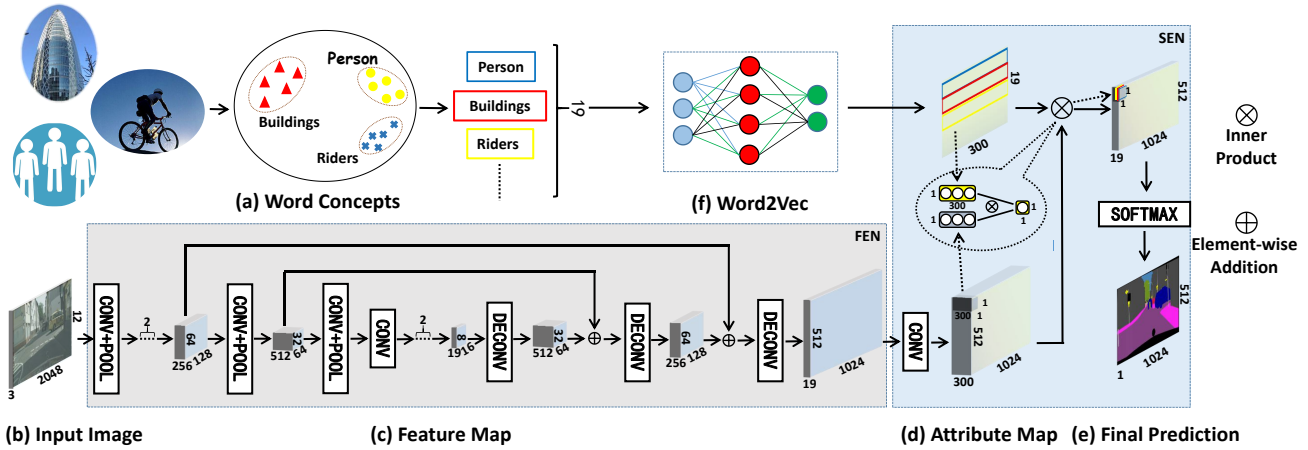 Person
Buildings
Riders
(a) Word Concepts
Person
Buildings
Riders
19
(f) Word2Vec
SEN
19
300
1
1
512
19
1024
Inner
Product
1
300
1
1
1
SOFTMAX
Element-wise
Addition
FEN
12
2048
3
CONV+POOL
2
64
256
128
CONV+POOL
32
512
64
CONV+POOL
CONV
2
8
19
16
DECONV
32
512
64
DECONV
64
256
128
DECONV
512
19
1024
CONV
300
1
1
512
300
1024
512
1
1024
(b) Input Image
(c) Feature Map
(d) Attribute Map
(e) Final Prediction